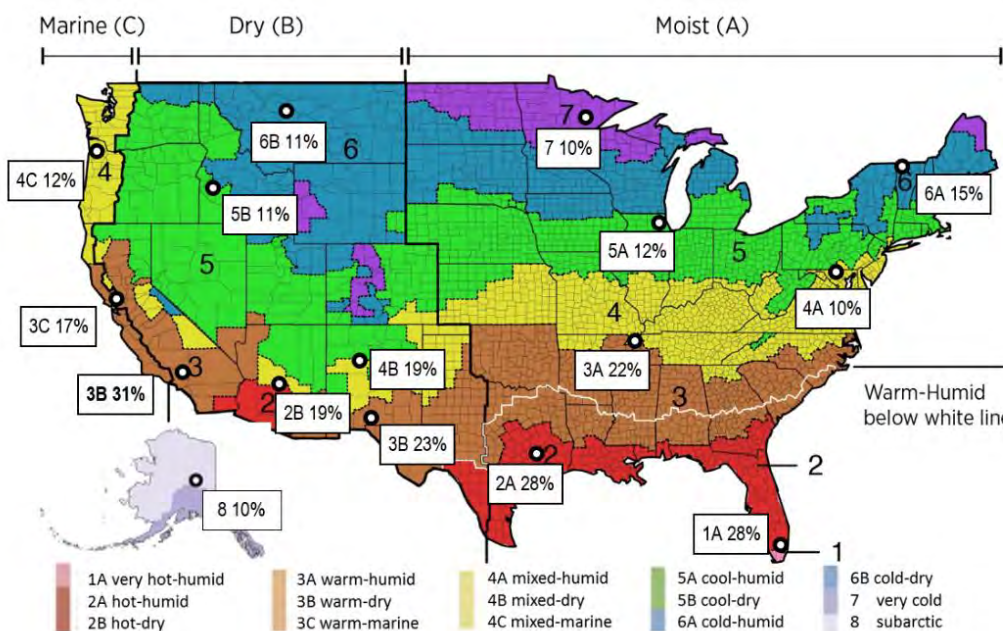 Marine (C)
Dry (B)
Moist (A)
7
6B 11%
6
7 10%
4
4C 12%
6
6A 15%
5B 11%
5A 12%
5
5
4A 10%
3C 17%
4
4B 19%
3A 22%
3B 31%
3
2
2B 19%
3
3B 23%
Warm-Humid
below white line
2
2A 28%
2
8 10%
1A 28%
1
1A very hot-humid
2A hot-humid
2B hot-dry
3A warm-humid
3B warm-dry
3C warm-marine
4A mixed-humid
4B mixed-dry
4C mixed-marine
5A cool-humid
5B cool-dry
6A cold-humid
6B cold-dry
7 very cold
8 subarctic